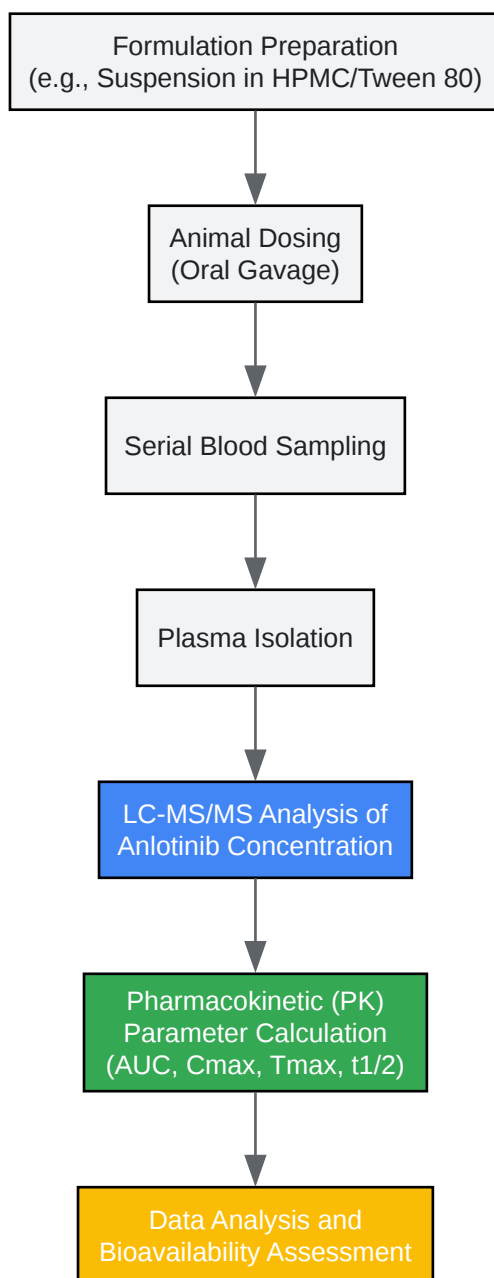 Formulation Preparation
(e.g., Suspension in HPMC/Tween 80)
Animal Dosing
(Oral Gavage)
Serial Blood Sampling
Plasma Isolation
LC-MS/MS Analysis of
Anlotinib Concentration
Pharmacokinetic (PK)
Parameter Calculation
(AUC, Cmax, Tmax, t1/2)
Data Analysis and
Bioavailability Assessment